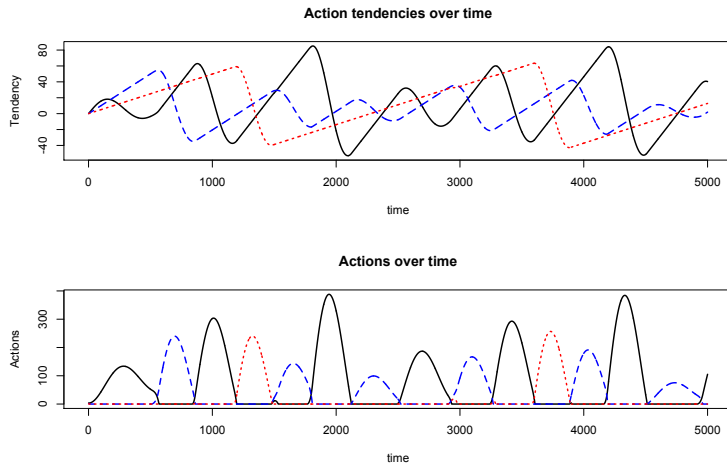 Action tendencies over time
80
40
0
-40
Tendency
0 1000 2000 3000 4000 5000
time
Actions over time
300
100
0
Actions
0 1000 2000 3000 4000 5000
time